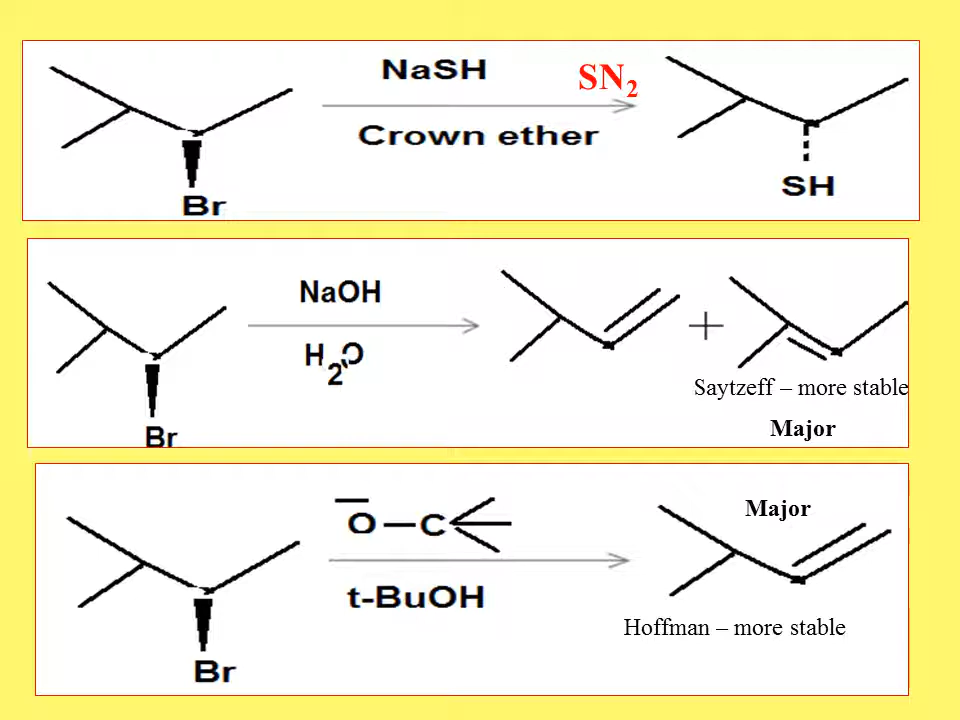 NaSH
SN2
Crown ether
Br
SH
NaOH
H2O
Br
Saytzeff – more stable
Major
O—C
t-BuOH
Br
Major
Hoffman – more stable